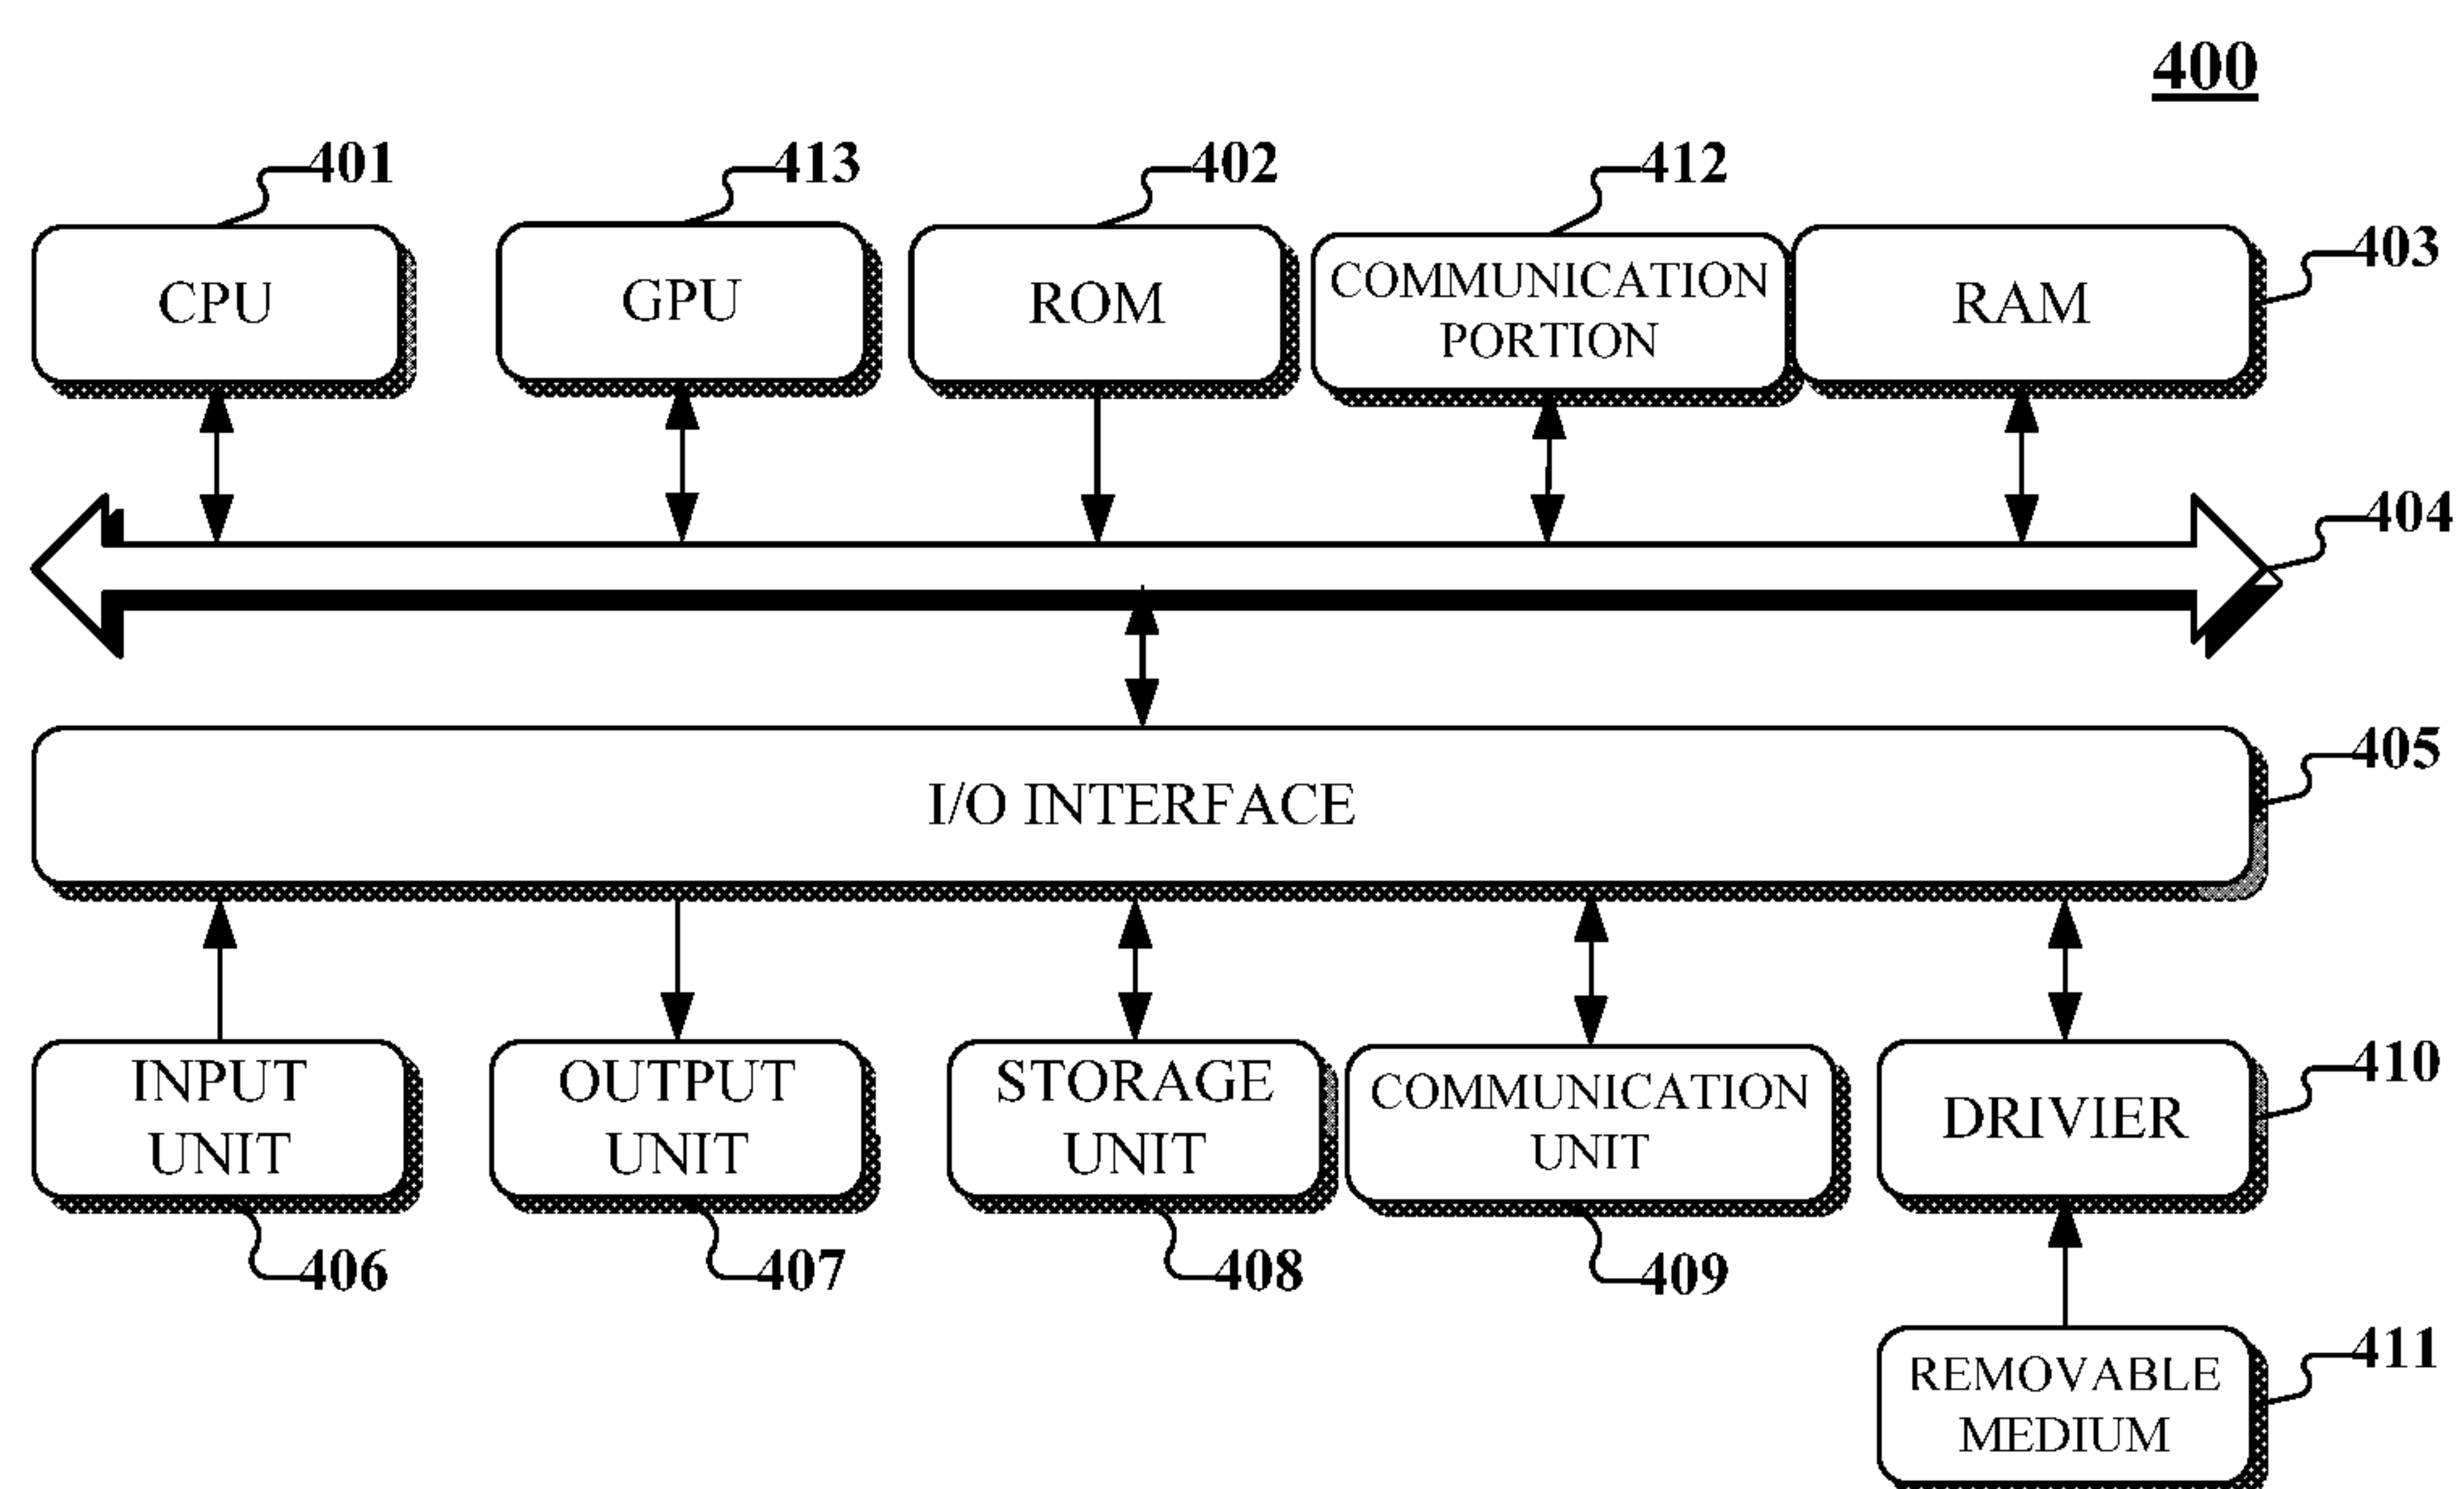 400
401
413
402
412
403
CPU
GPU
ROM
COMMUNICATION
PORTION
RAM
404
405
I/O INTERFACE
INPUT
UNIT
OUTPUT
UNIT
STORAGE
UNIT
COMMUNICATION
UNIT
DRIVIER
410
406
407
408
409
411
REMOVABLE
MEDIUM